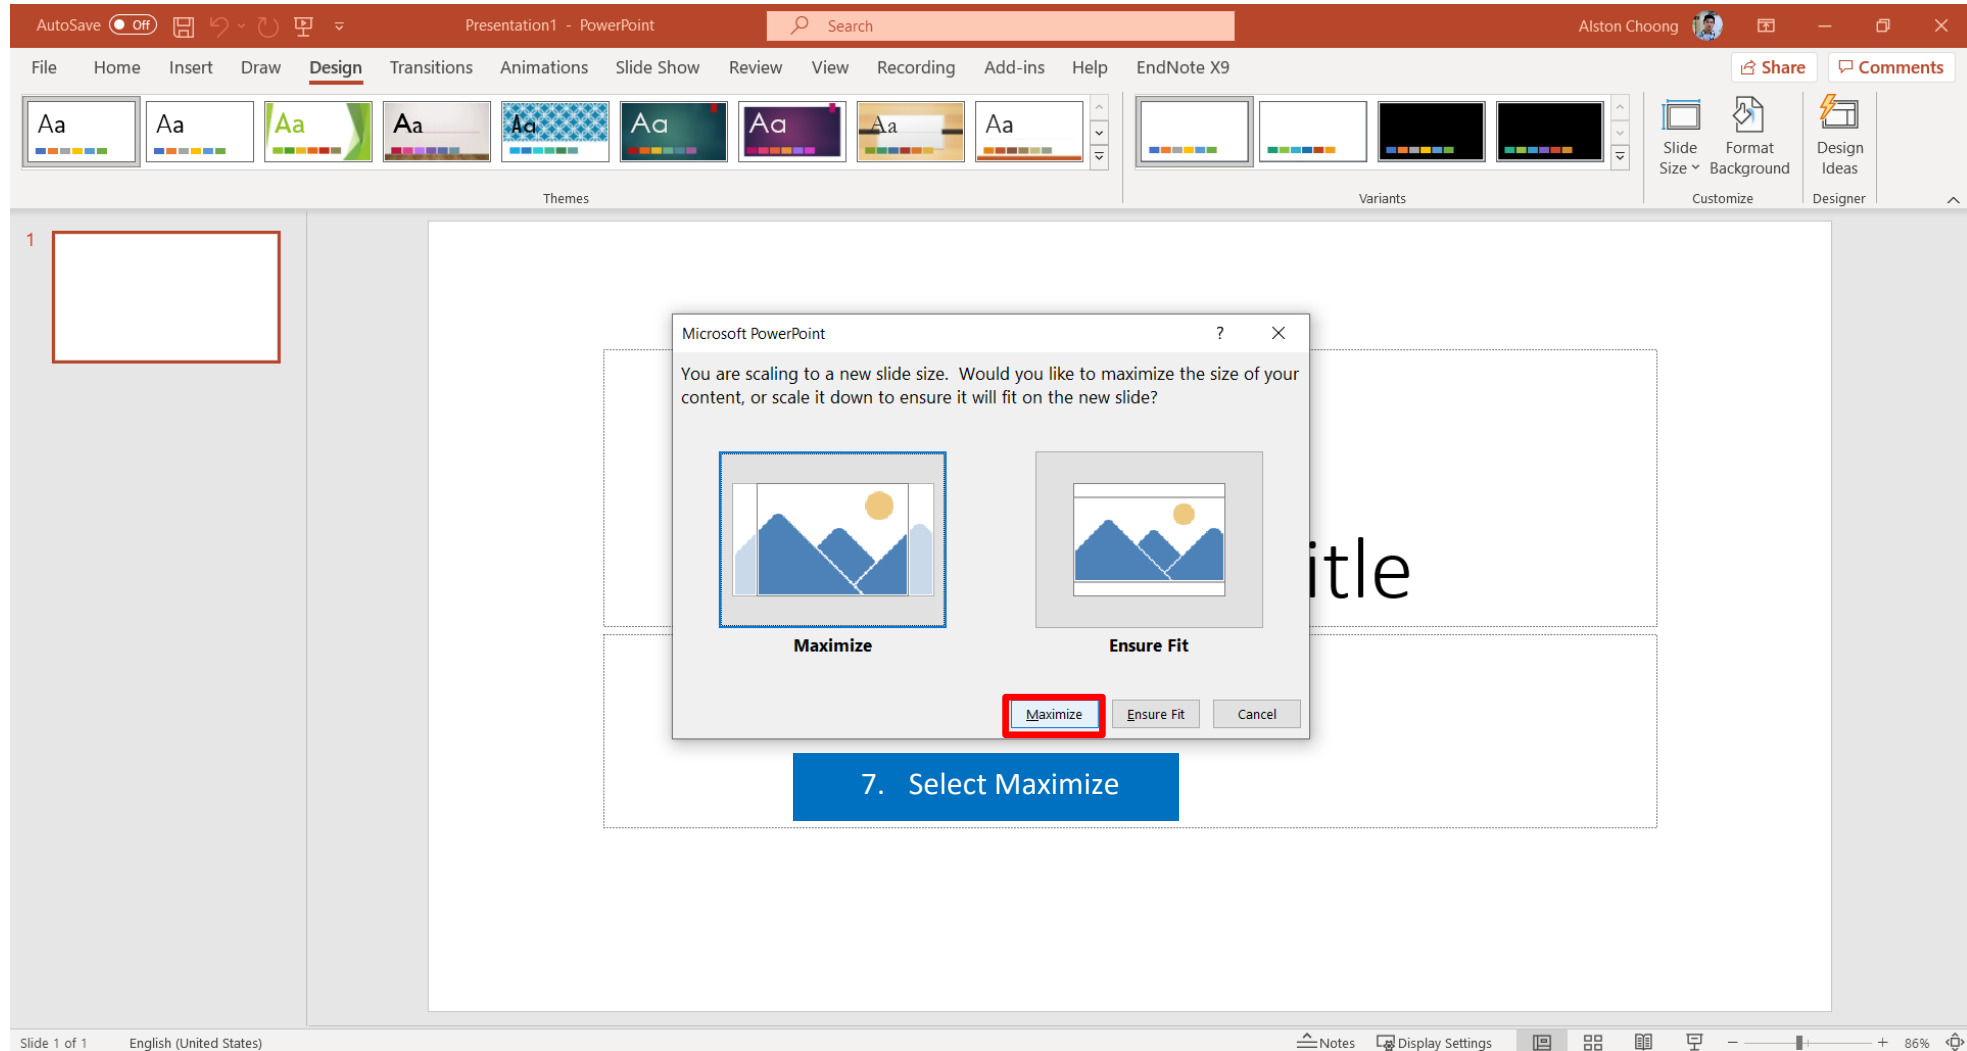 AutoSave Off Presentation1 - PowerPoint Search Alston Choong
File Home Insert Draw Design Transitions Animations Slide Show Review View Recording Add-ins Help EndNote X9 Share Comments
Aa Aa Aa Aa Aa Aa Aa Aa Aa
Slide Size Format Background Design Ideas
Themes Variants Customize Designer
1
Microsoft PowerPoint ?
You are scaling to a new slide size. Would you like to maximize the size of your
content, or scale it down to ensure it will fit on the new slide?
itle
Maximize Ensure Fit
Maximize Ensure Fit Cancel
7. Select Maximize
Slide 1 of 1 English (United States) Notes Display Settings 86%